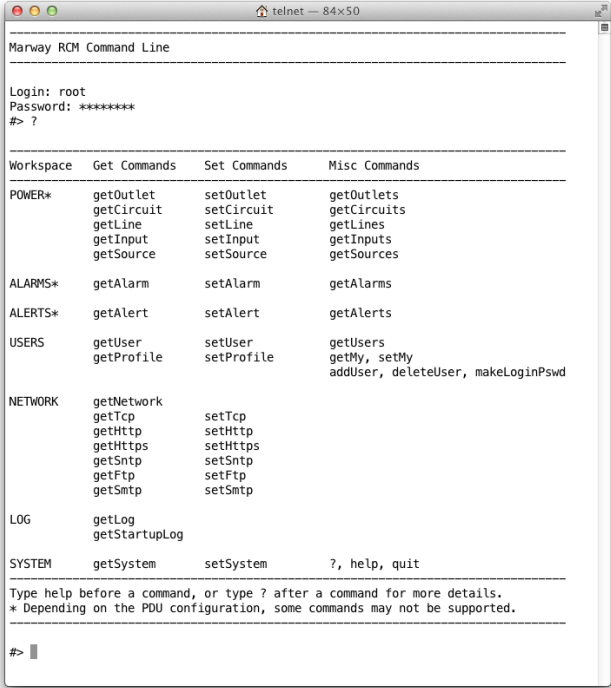 telnet — 84×50
Marway RCM Command Line
Login: root
Password: ********
#> ?
Workspace Get Commands Set Commands Misc Commands
POWER* getOutlet setOutlet getOutlets
getCircuit setCircuit getCircuits
getLine setLine getLines
getInput setInput getInputs
getSource setSource getSources
ALARMS* getAlarm setAlarm getAlarms
ALERTS* getAlert setAlert getAlerts
USERS getUser setUser getUsers
getProfile setProfile getMy, setMy
addUser, deleteUser, makeLoginPswd
NETWORK getNetwork
getTcp setTcp
getHttp setHttp
getHttps setHttps
getSntp setSntp
getFtp setFtp
getSmtp setSmtp
LOG getLog
getStartupLog
SYSTEM getSystem setSystem ?, help, quit
Type help before a command, or type ? after a command for more details.
* Depending on the PDU configuration, some commands may not be supported.
#>